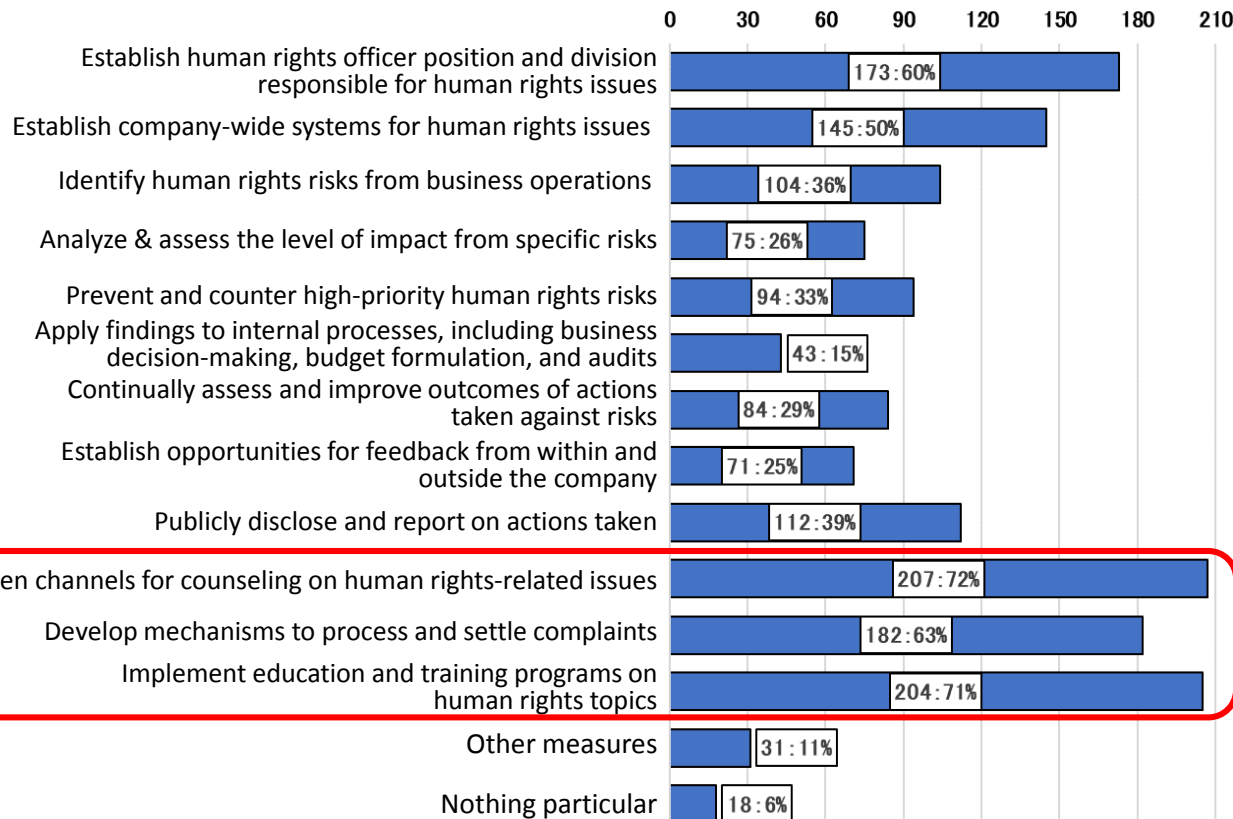 0 30 60 90 120 150 180 210
Establish human rights officer position and division
responsible for human rights issues
173:60%
Establish company-wide systems for human rights issues
145:50%
Identify human rights risks from business operations
104:36%
Analyze & assess the level of impact from specific risks
75:26%
Prevent and counter high-priority human rights risks
94:33%
Apply findings to internal processes, including business
decision-making, budget formulation, and audits
43:15%
Continually assess and improve outcomes of actions
taken against risks
84:29%
Establish opportunities for feedback from within and
outside the company
71:25%
Publicly disclose and report on actions taken
112:39%
en channels for counseling on human rights-related issues
207:72%
Develop mechanisms to process and settle complaints
182:63%
Implement education and training programs on
human rights topics
204:71%
Other measures
31:11%
Nothing particular
18:6%